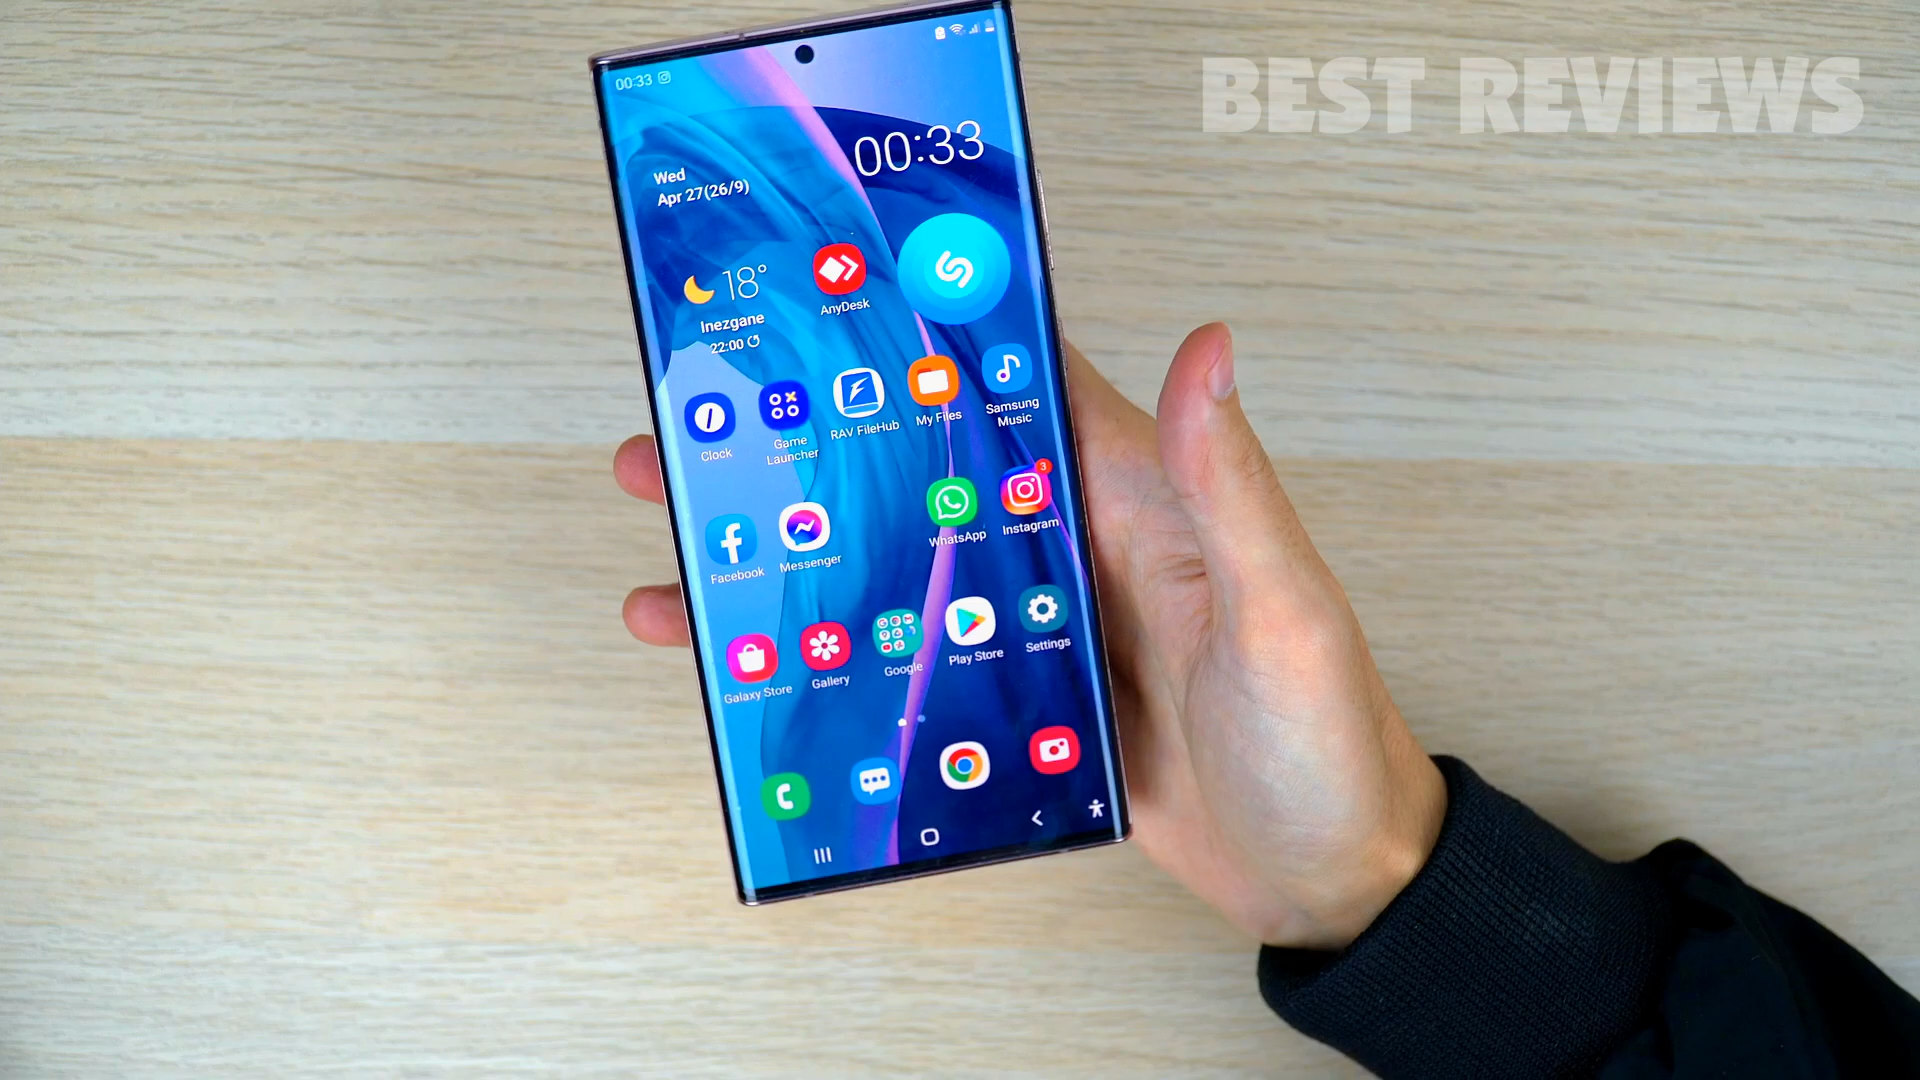 BEST REVIEWS
00:33
00:33
Wed
Apr 27(26/9)
18°
Inezgane
22:00
AnyDesk
Clock
Game
Launcher
RAV FileHub
My Files
Samsung
Music
Facebook
Messenger
WhatsApp
3
Instagram
Galaxy Store
Gallery
Google
Play Store
Settings